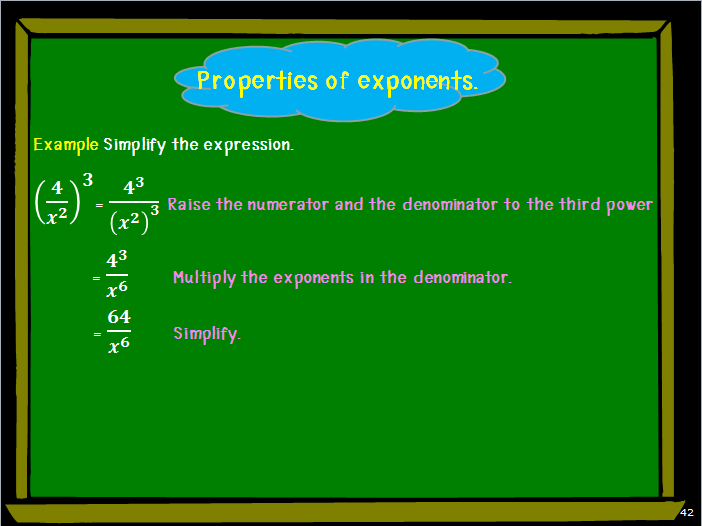 Properties of exponents.
Example Simplify the expression.
(4/x²)³ = 4³/(x²)³ Raise the numerator and the denominator to the third power
= 4³/x⁶ Multiply the exponents in the denominator.
= 64/x⁶ Simplify.
42